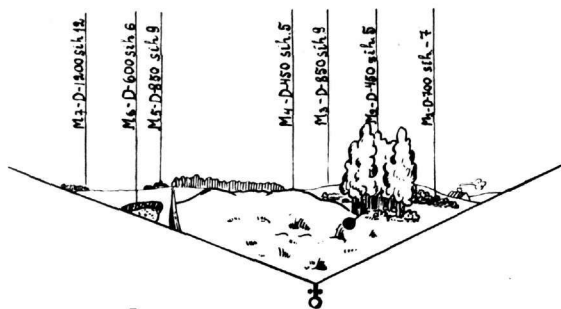 M7-D-1200 sih.12
M6-D-600 sih 6
M5-D-850 sih 9
M4-D-450 sih.5
M3-D-850 sih 9
M2-D-450 sih.5
M1-D-700 sih-7